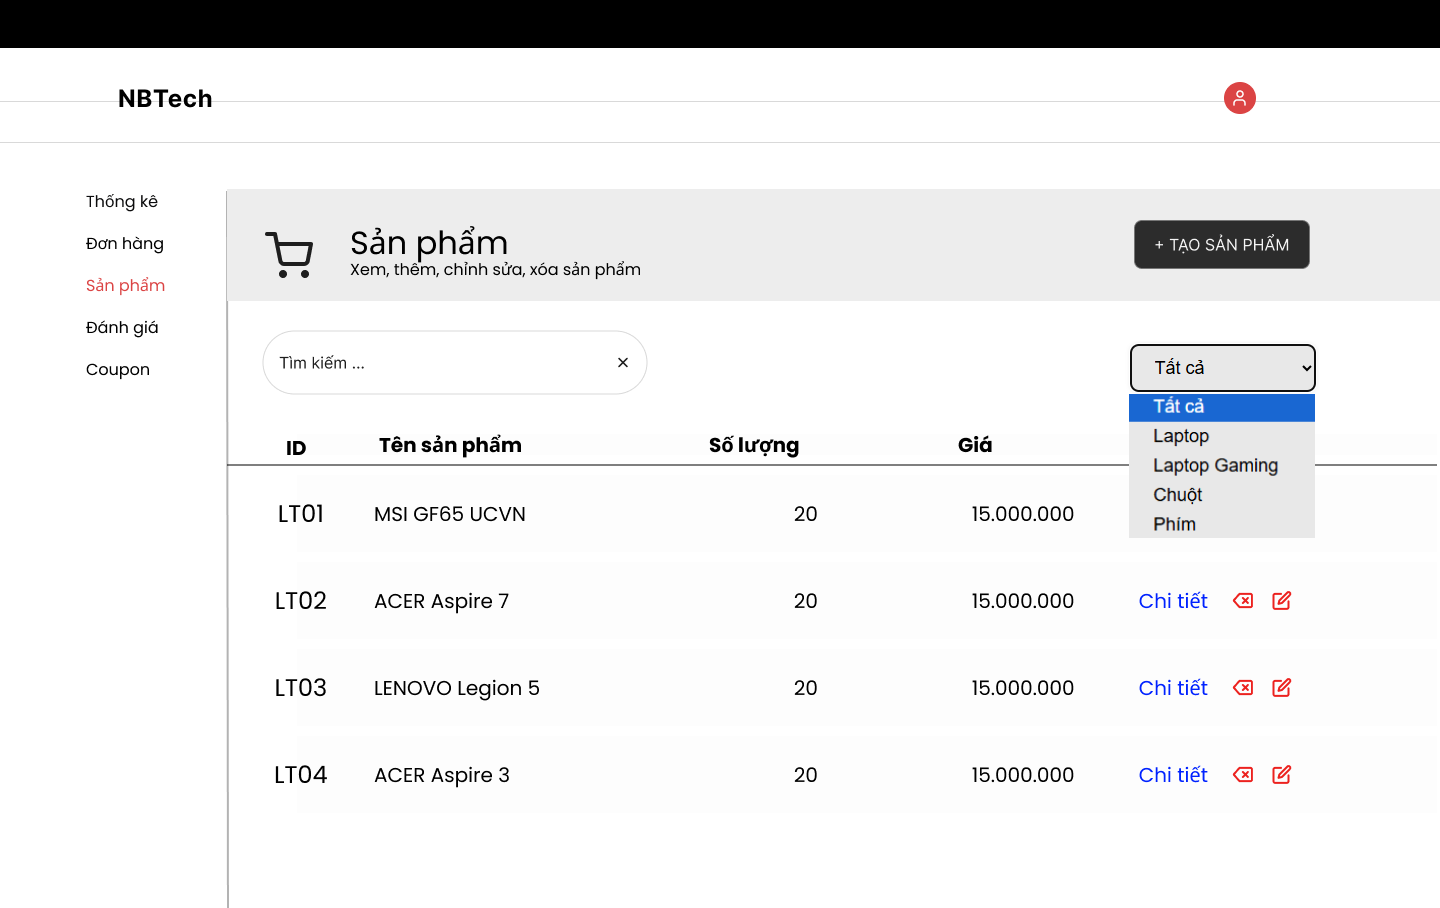 NBTech
Thống kê
Đơn hàng
Sản phẩm
Đánh giá
Coupon
Sản phẩm
Xem, thêm, chỉnh sửa, xóa sản phẩm
+ TẠO SẢN PHẨM
Tìm kiếm ...
Tất cả
Tất cả
Laptop
Laptop Gaming
Chuột
Phím
ID Tên sản phẩm Số lượng Giá
LT01 MSI GF65 UCVN 20 15.000.000
LT02 ACER Aspire 7 20 15.000.000 Chi tiết
LT03 LENOVO Legion 5 20 15.000.000 Chi tiết
LT04 ACER Aspire 3 20 15.000.000 Chi tiết